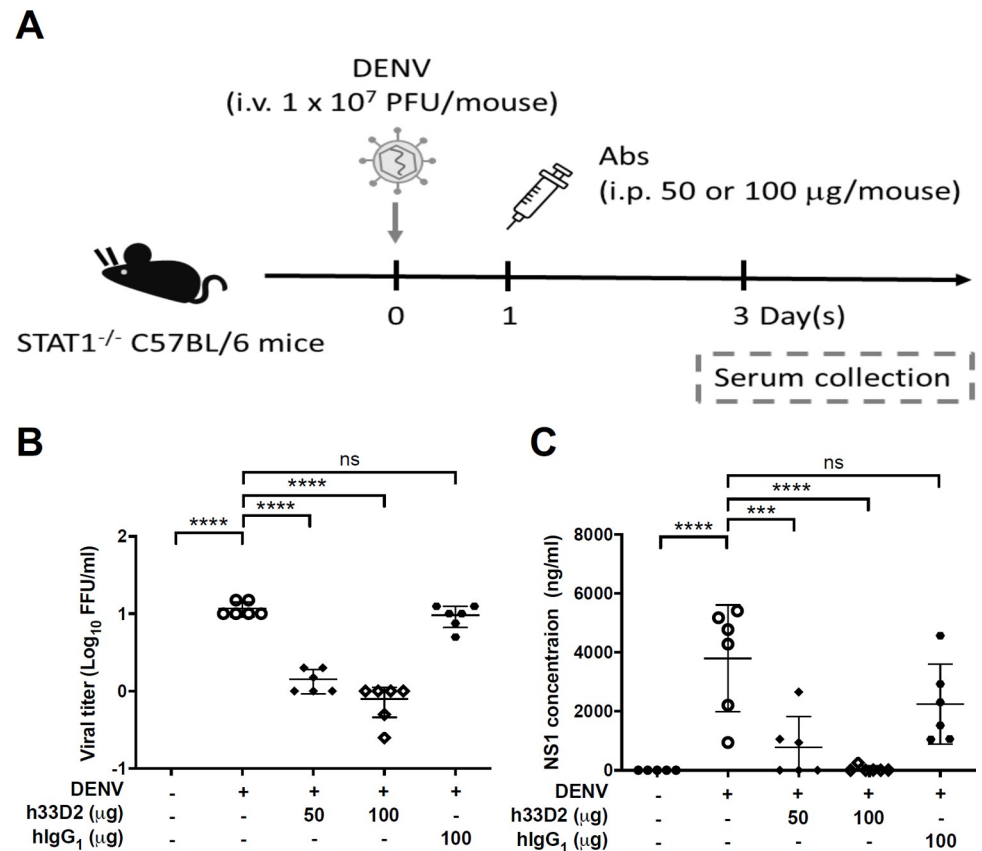 A
DENV
(i.v. 1 x 10⁷ PFU/mouse)
Abs
(i.p. 50 or 100 μg/mouse)
0 1 3 Day(s)
STAT1⁻/⁻ C57BL/6 mice
Serum collection
B
ns
****
****
****
Viral titer (Log₁₀ FFU/ml)
2
1
0
-1
DENV - + + + +
h33D2 (μg) - - 50 100 -
hIgG₁ (μg) - - - - 100
C
ns
****
***
****
NS1 concentraion (ng/ml)
8000
6000
4000
2000
0
DENV - + + + +
h33D2 (μg) - - 50 100 -
hIgG₁ (μg) - - - - 100